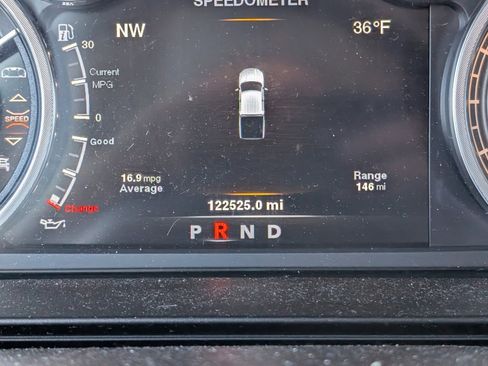 SPEEDOMETER
NW
36°F
30
Current
MPG
0
SPEED
Good
Change
16.9 mpg
Average
Range
146 mi
122525.0 mi
P R N D